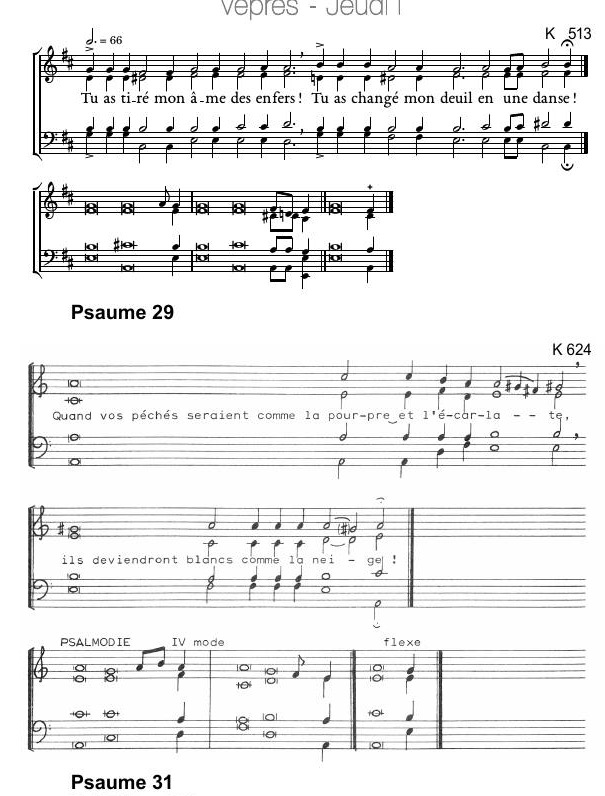 Vêpres - Jeudi I
K 513
𝅗𝅥. = 66
Tu as ti-ré mon â-me des enfers! Tu as changé mon deuil en une danse!
Psaume 29
K 624
Quand vos péchés seraient comme la pour-pre et l'é-car-la - - te,
ils deviendront blancs comme la nei - ge !
PSALMODIE IV mode flexe
Psaume 31